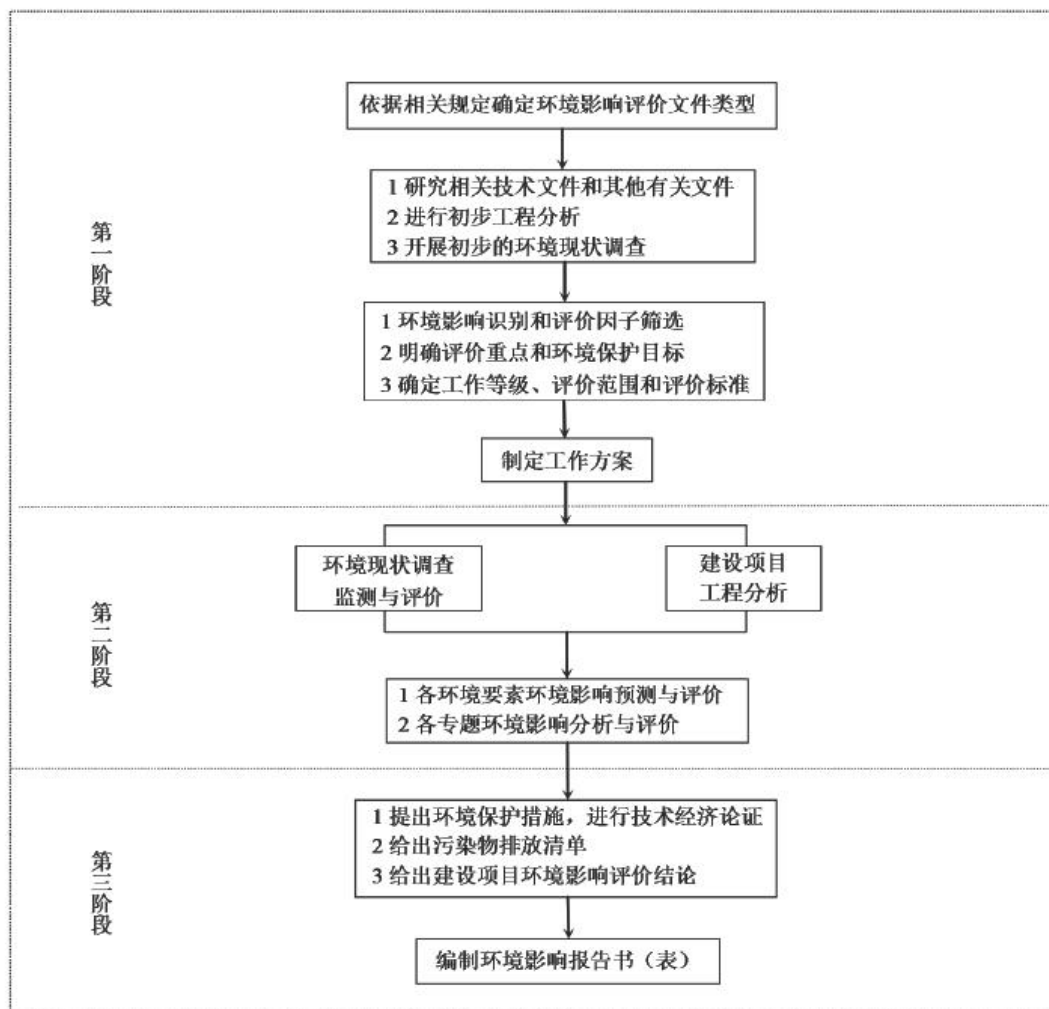 依据相关规定确定环境影响评价文件类型
1 研究相关技术文件和其他有关文件
2 进行初步工程分析
3 开展初步的环境现状调查
第一阶段
1 环境影响识别和评价因子筛选
2 明确评价重点和环境保护目标
3 确定工作等级、评价范围和评价标准
制定工作方案
环境现状调查
监测与评价
建设项目
工程分析
第二阶段
1 各环境要素环境影响预测与评价
2 各专题环境影响分析与评价
1 提出环境保护措施，进行技术经济论证
2 给出污染物排放清单
3 给出建设项目环境影响评价结论
第三阶段
编制环境影响报告书（表）